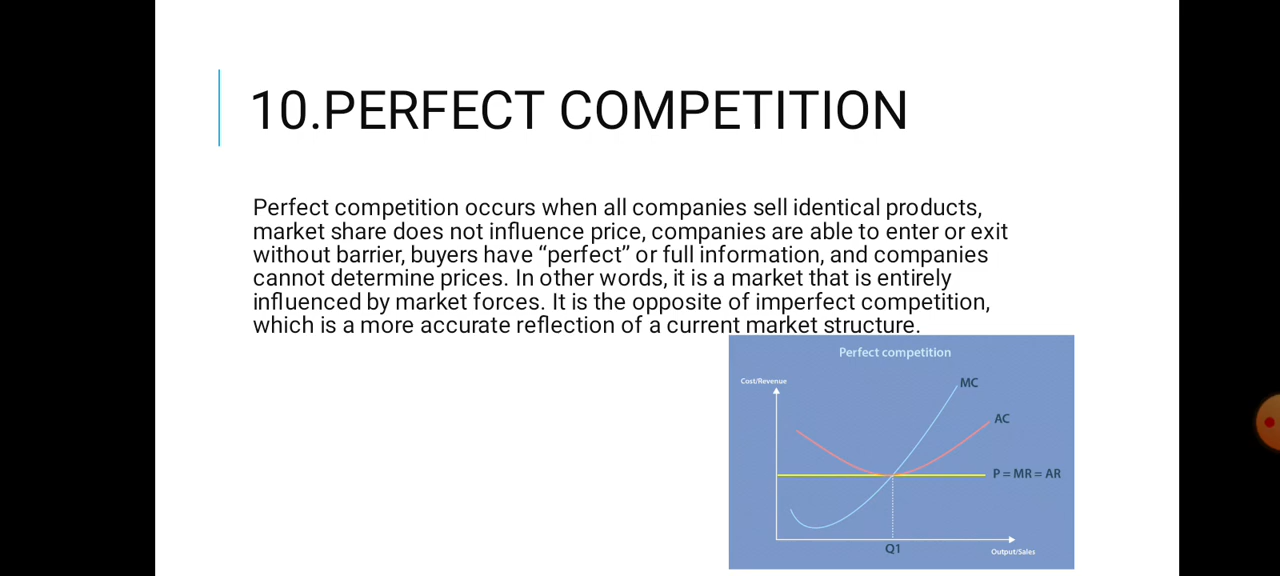 10.PERFECT COMPETITION
Perfect competition occurs when all companies sell identical products,
market share does not influence price, companies are able to enter or exit
without barrier, buyers have “perfect” or full information, and companies
cannot determine prices. In other words, it is a market that is entirely
influenced by market forces. It is the opposite of imperfect competition,
which is a more accurate reflection of a current market structure.
Perfect competition
Cost/Revenue
MC
AC
P = MR = AR
Q1
Output/Sales